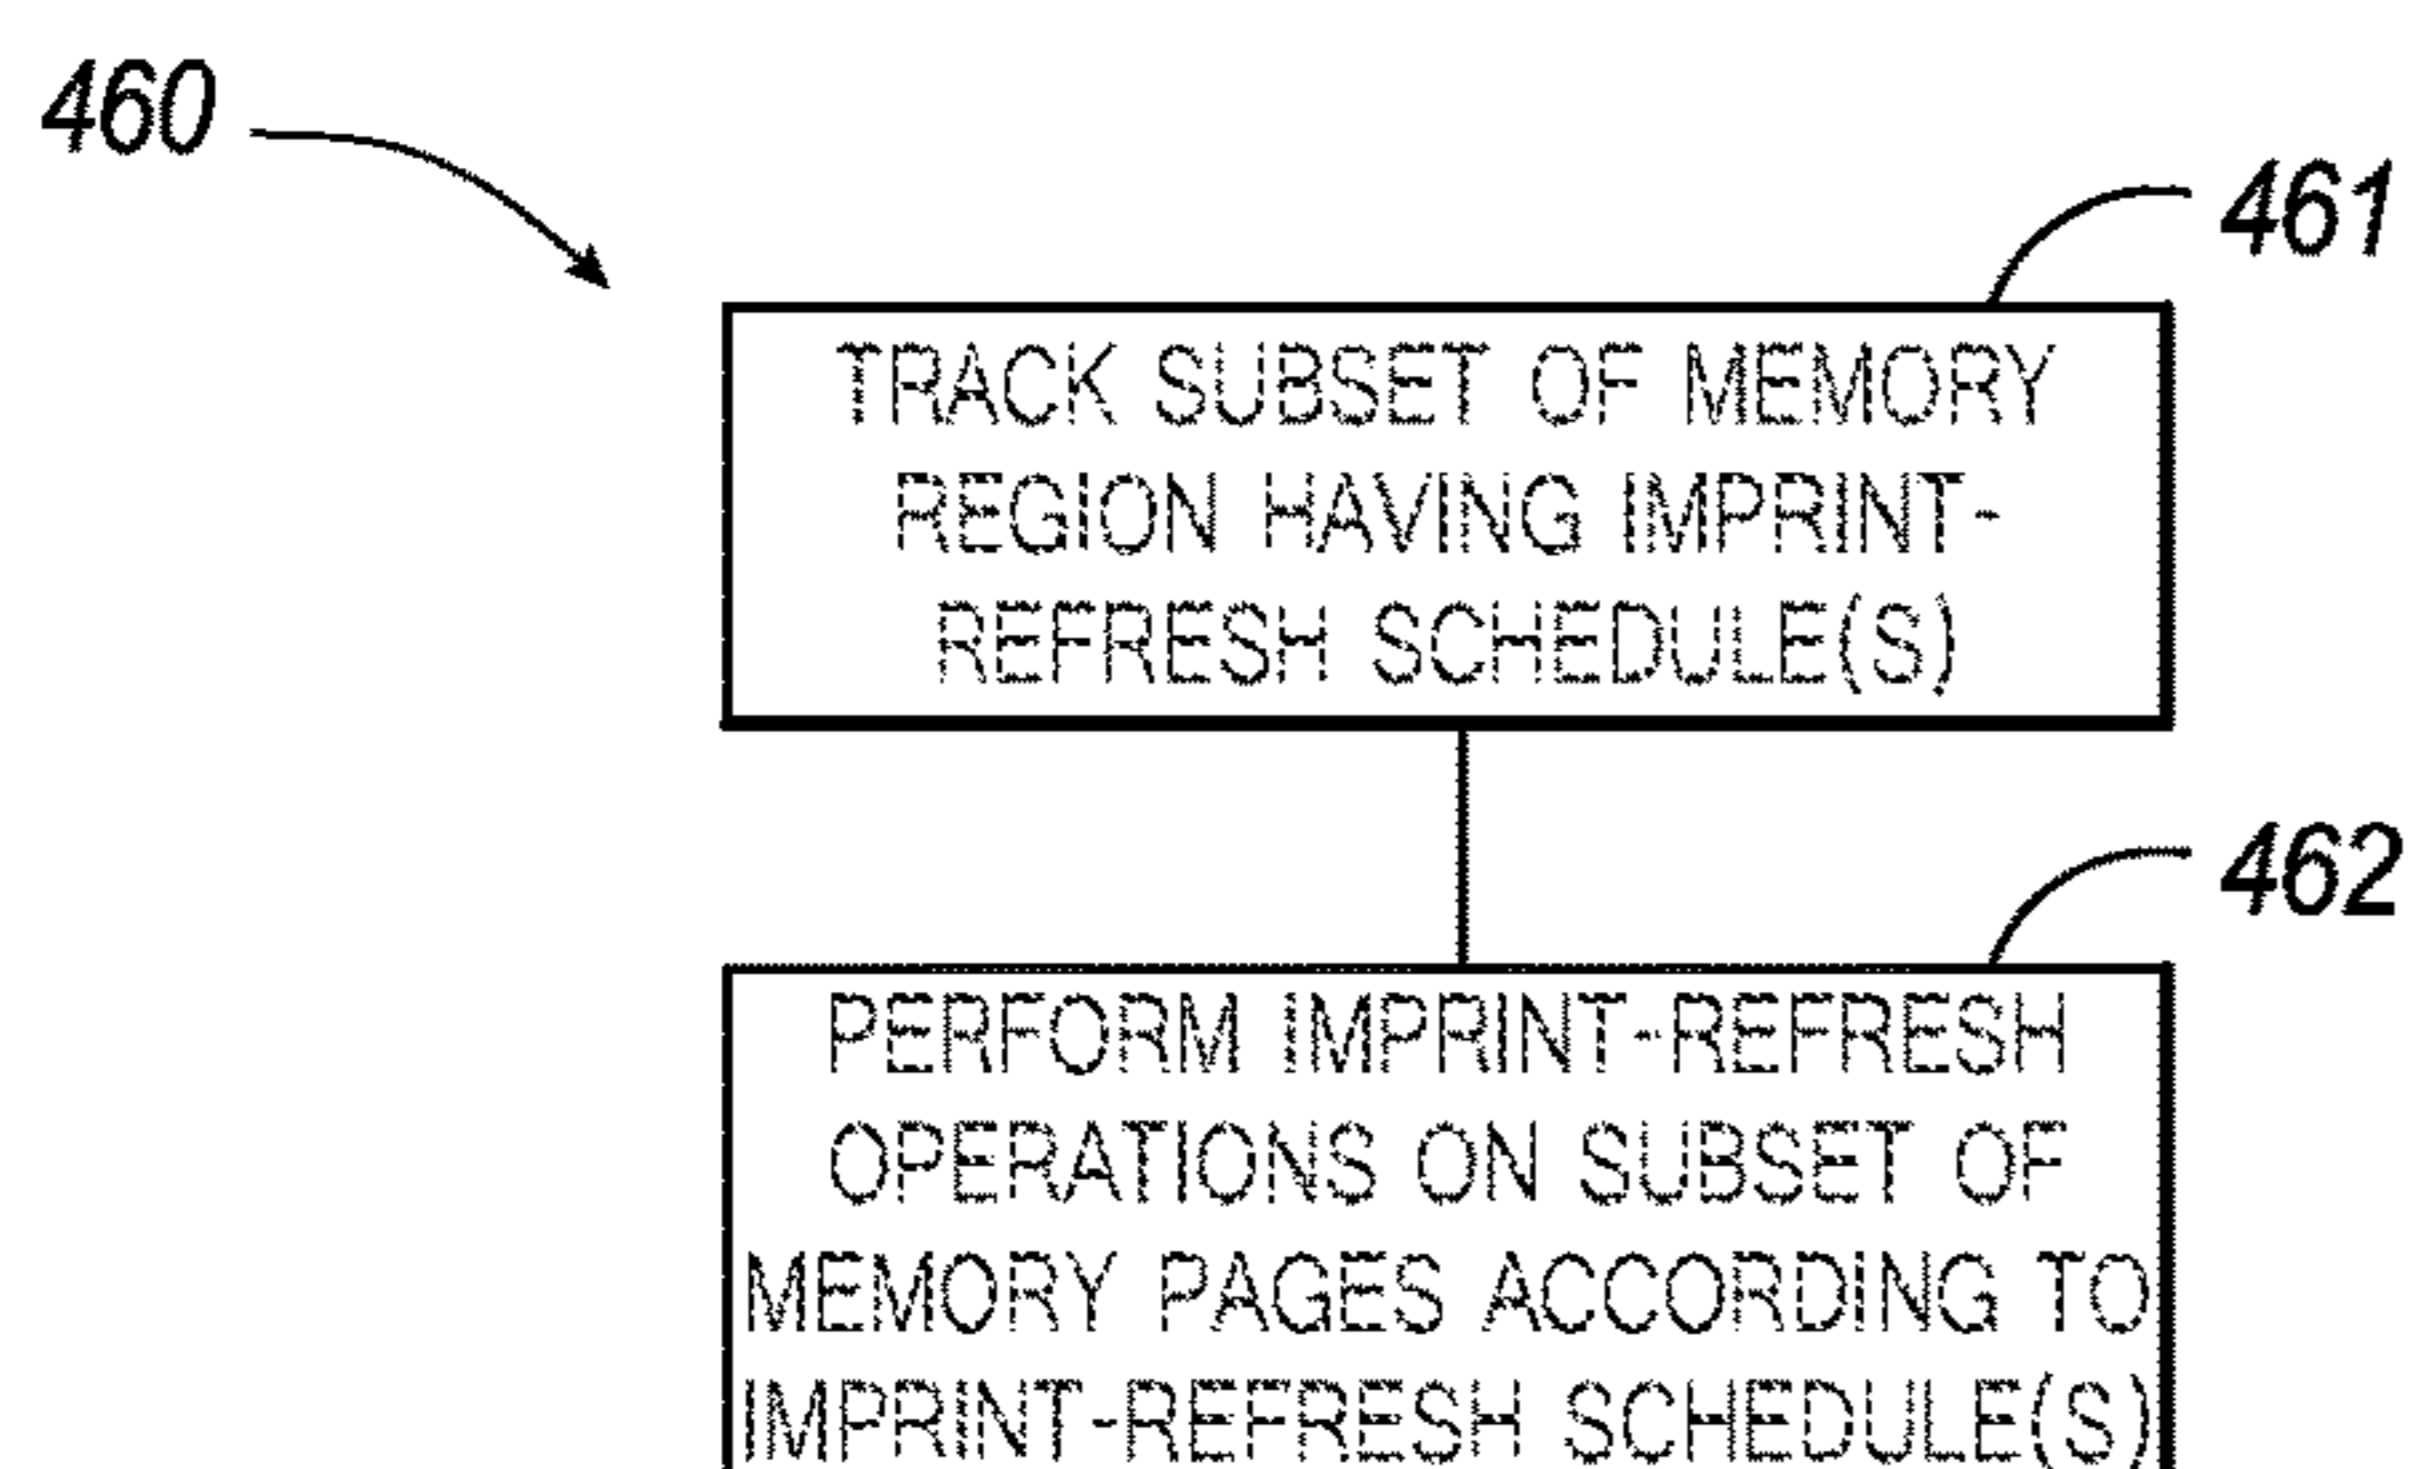 460
461
TRACK SUBSET OF MEMORY
REGION HAVING IMPRINT-
REFRESH SCHEDULE(S)
462
PERFORM IMPRINT-REFRESH
OPERATIONS ON SUBSET OF
MEMORY PAGES ACCORDING TO
IMPRINT-REFRESH SCHEDULE(S)